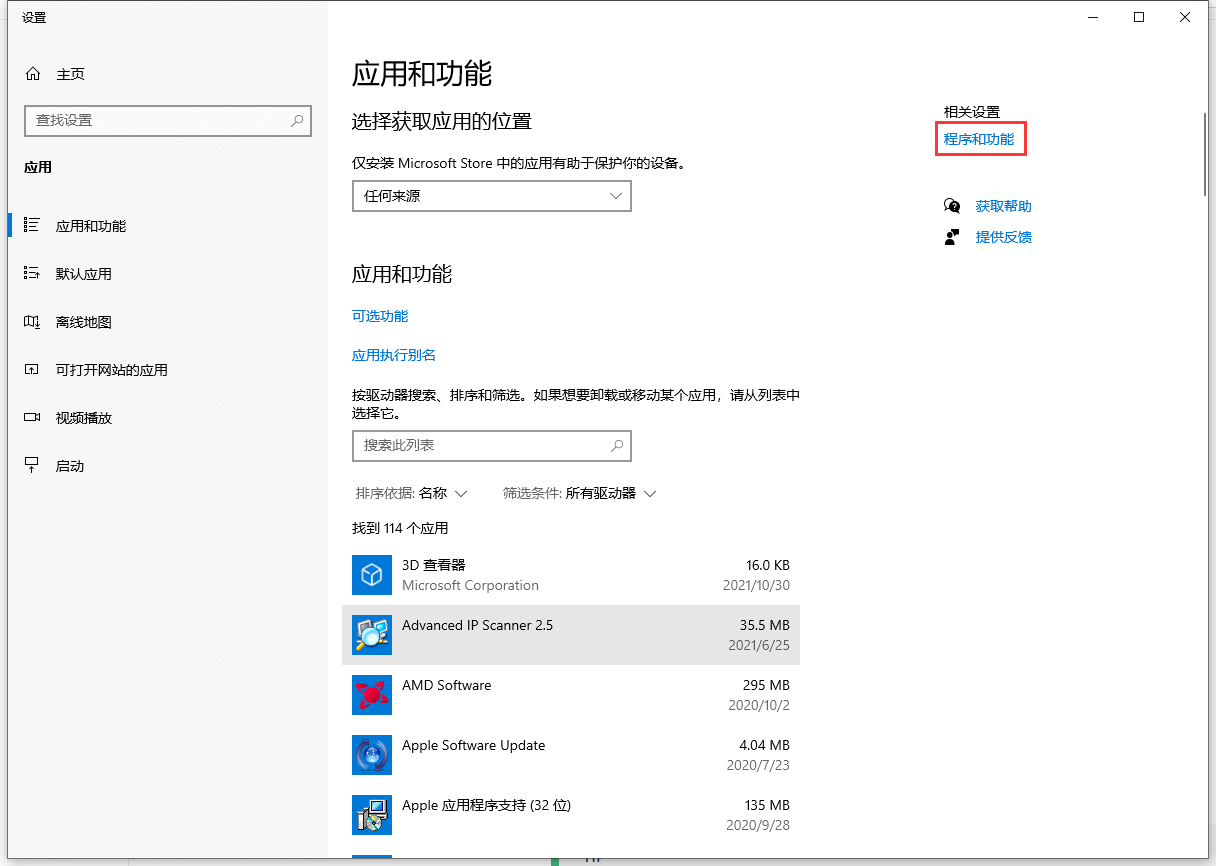 设置
主页
查找设置
应用
应用和功能
默认应用
离线地图
可打开网站的应用
视频播放
启动
应用和功能
选择获取应用的位置
仅安装 Microsoft Store 中的应用有助于保护你的设备。
任何来源
应用和功能
可选功能
应用执行别名
按驱动器搜索、排序和筛选。如果想要卸载或移动某个应用，请从列表中
选择它。
搜索此列表
排序依据: 名称 筛选条件: 所有驱动器
找到 114 个应用
3D 查看器 16.0 KB
Microsoft Corporation 2021/10/30
Advanced IP Scanner 2.5 35.5 MB
2021/6/25
AMD Software 295 MB
2020/10/2
Apple Software Update 4.04 MB
2020/7/23
Apple 应用程序支持 (32 位) 135 MB
2020/9/28
相关设置
程序和功能
获取帮助
提供反馈